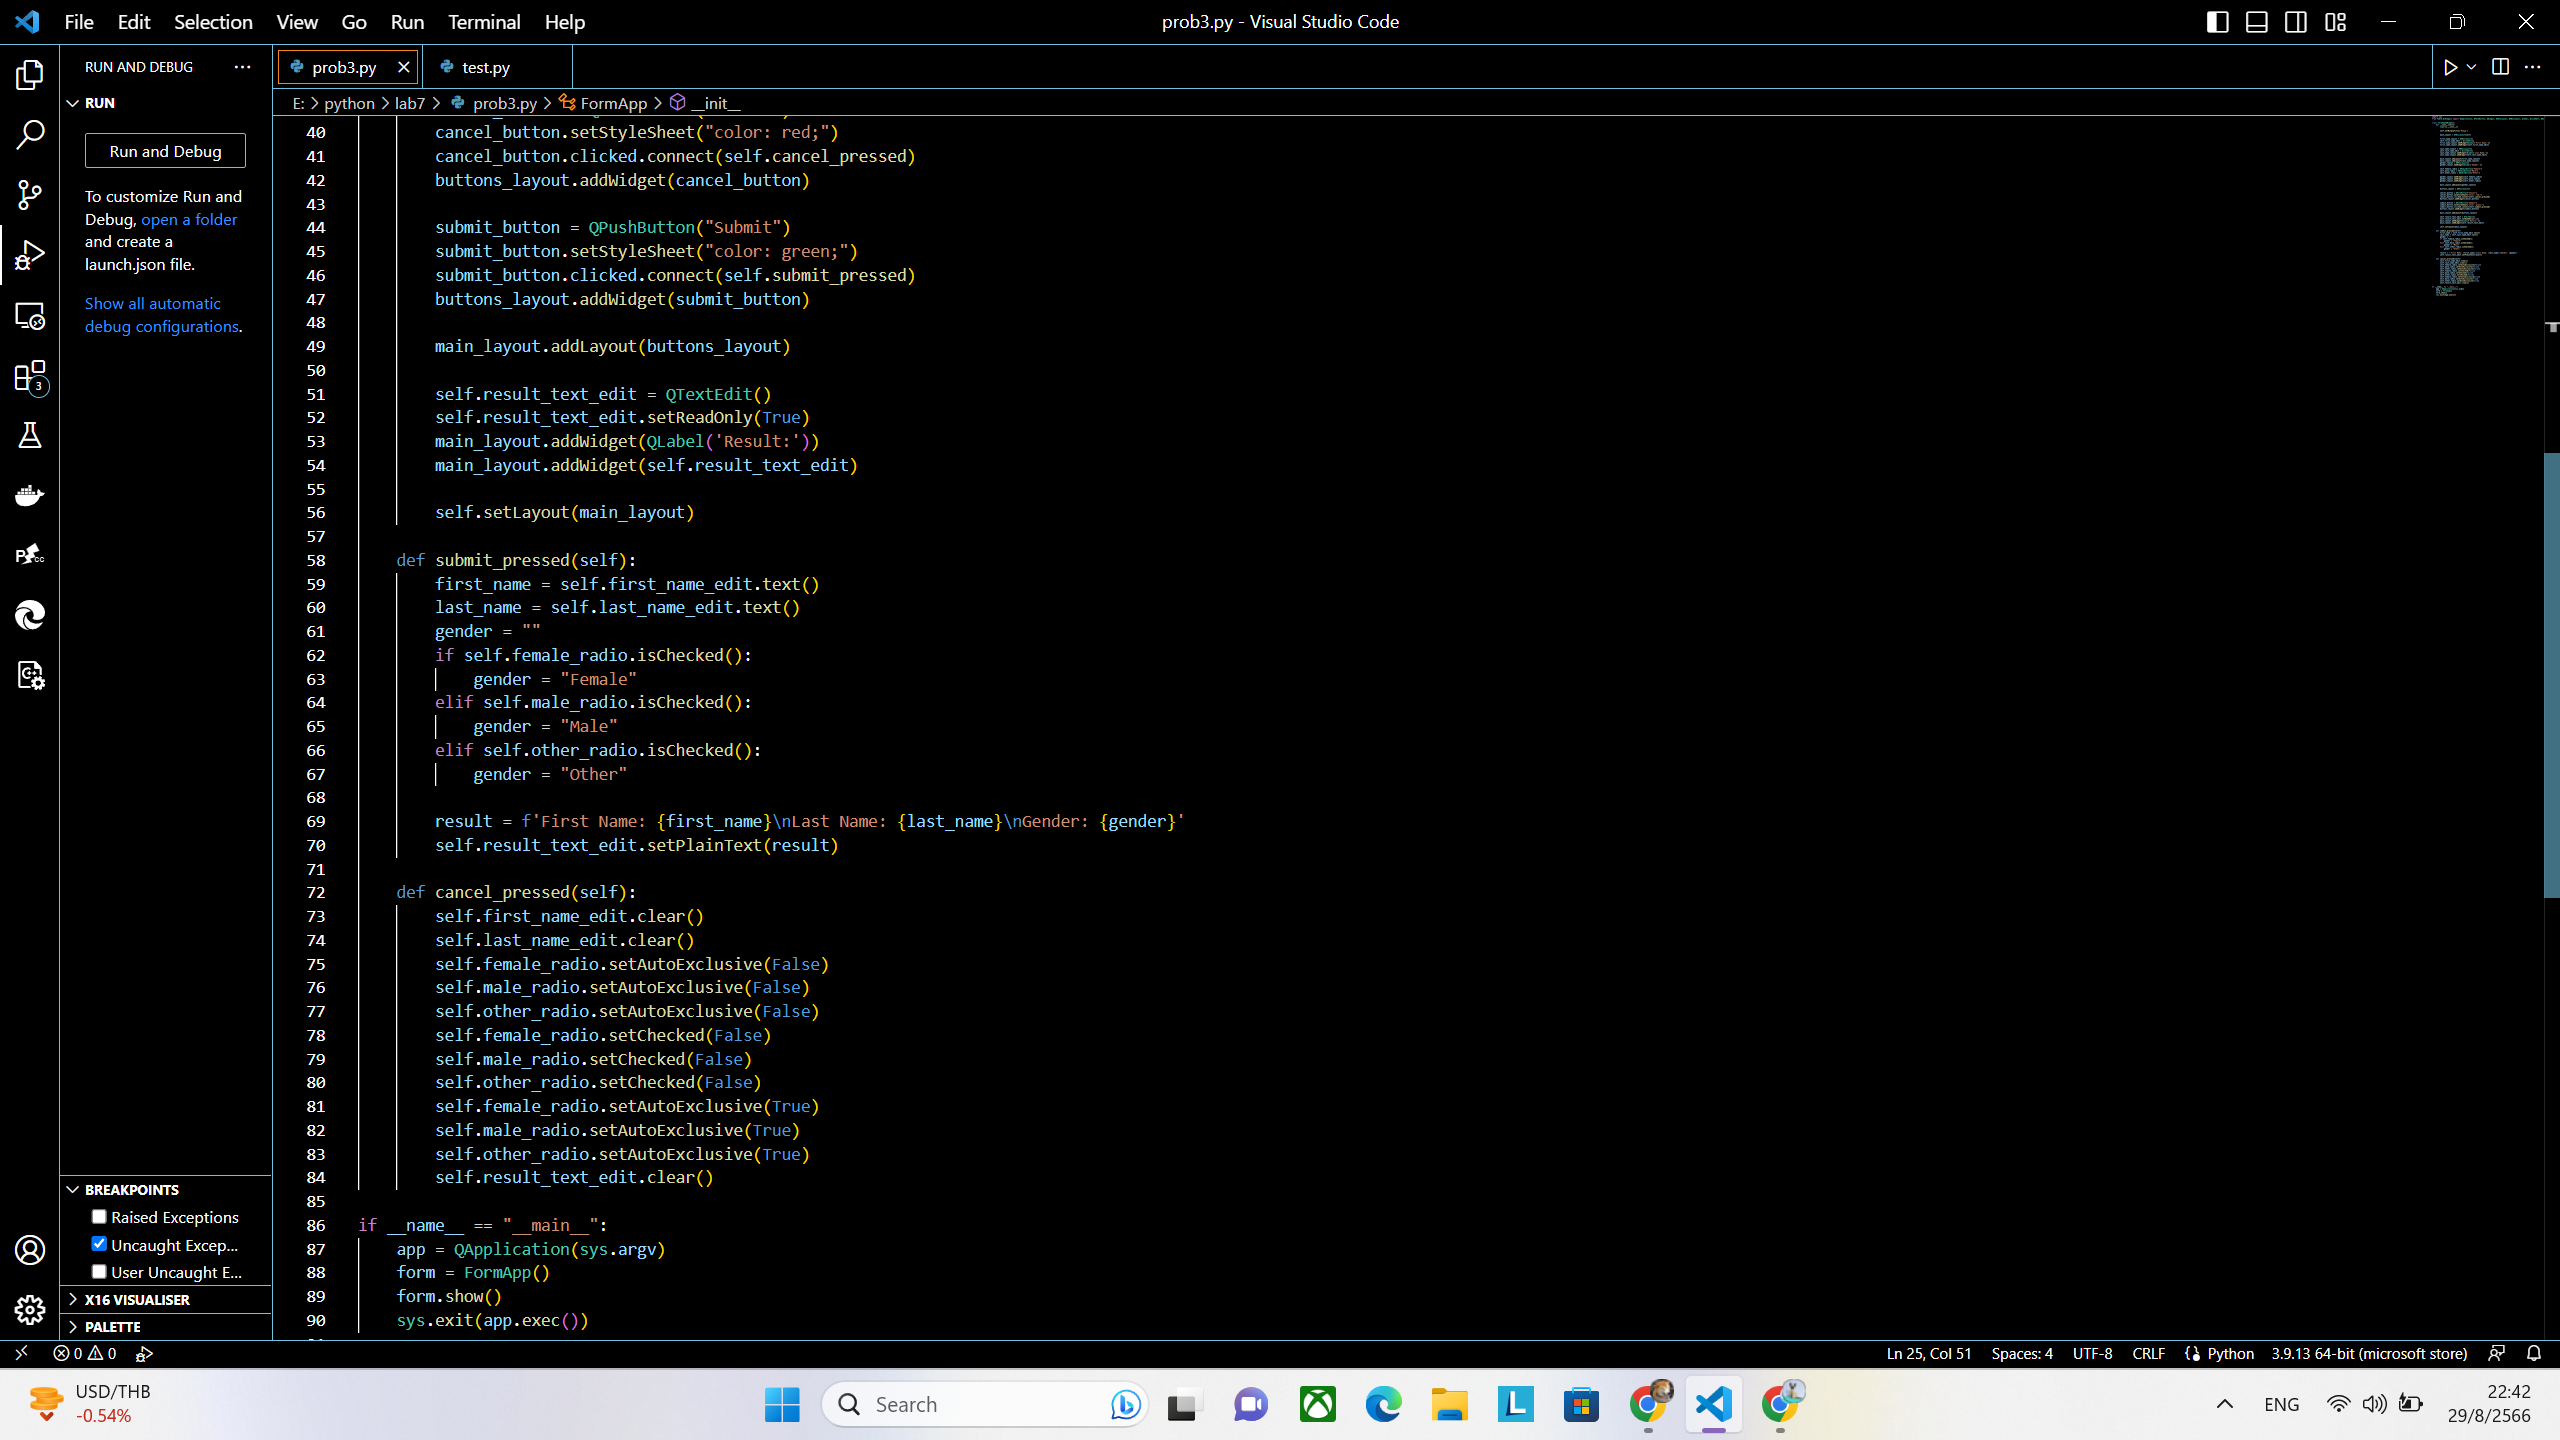 File Edit Selection View Go Run Terminal Help
prob3.py - Visual Studio Code
RUN AND DEBUG
RUN
Run and Debug
To customize Run and
Debug, open a folder
and create a
launch.json file.
Show all automatic
debug configurations.
3
BREAKPOINTS
Raised Exceptions
Uncaught Excep...
User Uncaught E...
X16 VISUALISER
PALETTE
prob3.py
test.py
E: > python > lab7 > prob3.py > FormApp > __init__
40 cancel_button.setStyleSheet("color: red;")
41 cancel_button.clicked.connect(self.cancel_pressed)
42 buttons_layout.addWidget(cancel_button)
43
44 submit_button = QPushButton("Submit")
45 submit_button.setStyleSheet("color: green;")
46 submit_button.clicked.connect(self.submit_pressed)
47 buttons_layout.addWidget(submit_button)
48
49 main_layout.addLayout(buttons_layout)
50
51 self.result_text_edit = QTextEdit()
52 self.result_text_edit.setReadOnly(True)
53 main_layout.addWidget(QLabel('Result:'))
54 main_layout.addWidget(self.result_text_edit)
55
56 self.setLayout(main_layout)
57
58 def submit_pressed(self):
59 first_name = self.first_name_edit.text()
60 last_name = self.last_name_edit.text()
61 gender = ""
62 if self.female_radio.isChecked():
63 gender = "Female"
64 elif self.male_radio.isChecked():
65 gender = "Male"
66 elif self.other_radio.isChecked():
67 gender = "Other"
68
69 result = f'First Name: {first_name}\nLast Name: {last_name}\nGender: {gender}'
70 self.result_text_edit.setPlainText(result)
71
72 def cancel_pressed(self):
73 self.first_name_edit.clear()
74 self.last_name_edit.clear()
75 self.female_radio.setAutoExclusive(False)
76 self.male_radio.setAutoExclusive(False)
77 self.other_radio.setAutoExclusive(False)
78 self.female_radio.setChecked(False)
79 self.male_radio.setChecked(False)
80 self.other_radio.setChecked(False)
81 self.female_radio.setAutoExclusive(True)
82 self.male_radio.setAutoExclusive(True)
83 self.other_radio.setAutoExclusive(True)
84 self.result_text_edit.clear()
85
86 if __name__ == "__main__":
87 app = QApplication(sys.argv)
88 form = FormApp()
89 form.show()
90 sys.exit(app.exec())
0 0
Ln 25, Col 51 Spaces: 4 UTF-8 CRLF Python 3.9.13 64-bit (microsoft store)
USD/THB
-0.54%
Search
ENG
22:42
29/8/2566